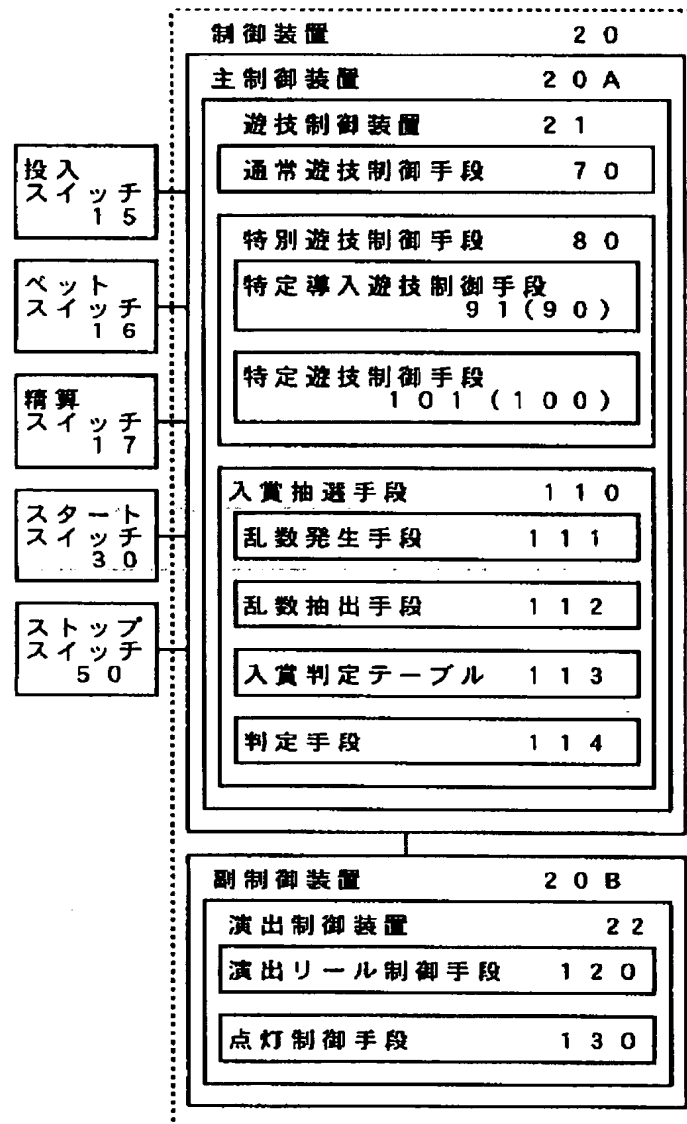 制御装置 20
主制御装置 20A
遊技制御装置 21
通常遊技制御手段 70
特別遊技制御手段 80
特定導入遊技制御手段
91(90)
特定遊技制御手段
101(100)
入賞抽選手段 110
乱数発生手段 111
乱数抽出手段 112
入賞判定テーブル 113
判定手段 114
投入
スイッチ
15
ベット
スイッチ
16
精算
スイッチ
17
スタート
スイッチ
30
ストップ
スイッチ
50
副制御装置 20B
演出制御装置 22
演出リール制御手段 120
点灯制御手段 130